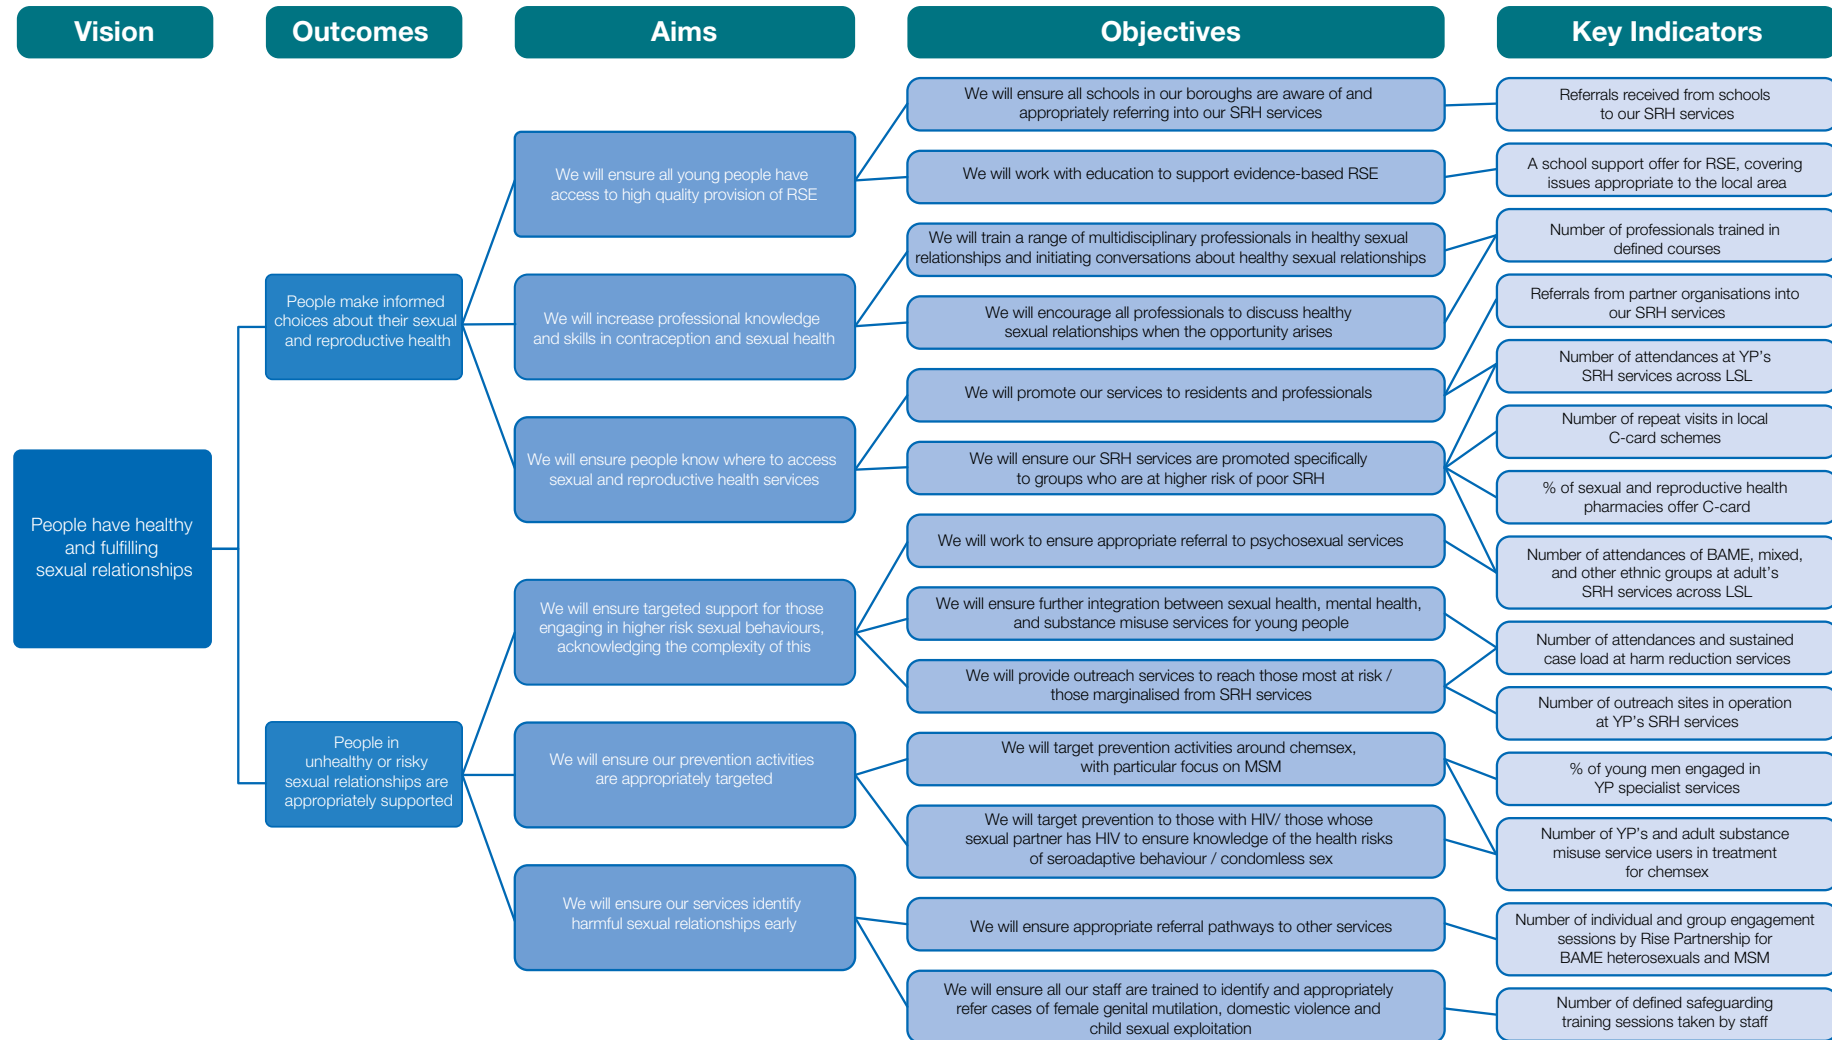 Vision
Outcomes
Aims
Objectives
Key Indicators
People have healthy
and fulfilling
sexual relationships
People make informed
choices about their sexual
and reproductive health
People in
unhealthy or risky
sexual relationships are
appropriately supported
We will ensure all young people have
access to high quality provision of RSE
We will increase professional knowledge
and skills in contraception and sexual health
We will ensure people know where to access
sexual and reproductive health services
We will ensure targeted support for those
engaging in higher risk sexual behaviours,
acknowledging the complexity of this
We will ensure our prevention activities
are appropriately targeted
We will ensure our services identify
harmful sexual relationships early
We will ensure all schools in our boroughs are aware of and
appropriately referring into our SRH services
We will work with education to support evidence-based RSE
We will train a range of multidisciplinary professionals in healthy sexual
relationships and initiating conversations about healthy sexual relationships
We will encourage all professionals to discuss healthy
sexual relationships when the opportunity arises
We will promote our services to residents and professionals
We will ensure our SRH services are promoted specifically
to groups who are at higher risk of poor SRH
We will work to ensure appropriate referral to psychosexual services
We will ensure further integration between sexual health, mental health,
and substance misuse services for young people
We will provide outreach services to reach those most at risk /
those marginalised from SRH services
We will target prevention activities around chemsex,
with particular focus on MSM
We will target prevention to those with HIV/ those whose
sexual partner has HIV to ensure knowledge of the health risks
of seroadaptive behaviour / condomless sex
We will ensure appropriate referral pathways to other services
We will ensure all our staff are trained to identify and appropriately
refer cases of female genital mutilation, domestic violence and
child sexual exploitation
Referrals received from schools
to our SRH services
A school support offer for RSE, covering
issues appropriate to the local area
Number of professionals trained in
defined courses
Referrals from partner organisations into
our SRH services
Number of attendances at YP's
SRH services across LSL
Number of repeat visits in local
C-card schemes
% of sexual and reproductive health
pharmacies offer C-card
Number of attendances of BAME, mixed,
and other ethnic groups at adult's
SRH services across LSL
Number of attendances and sustained
case load at harm reduction services
Number of outreach sites in operation
at YP's SRH services
% of young men engaged in
YP specialist services
Number of YP's and adult substance
misuse service users in treatment
for chemsex
Number of individual and group engagement
sessions by Rise Partnership for
BAME heterosexuals and MSM
Number of defined safeguarding
training sessions taken by staff